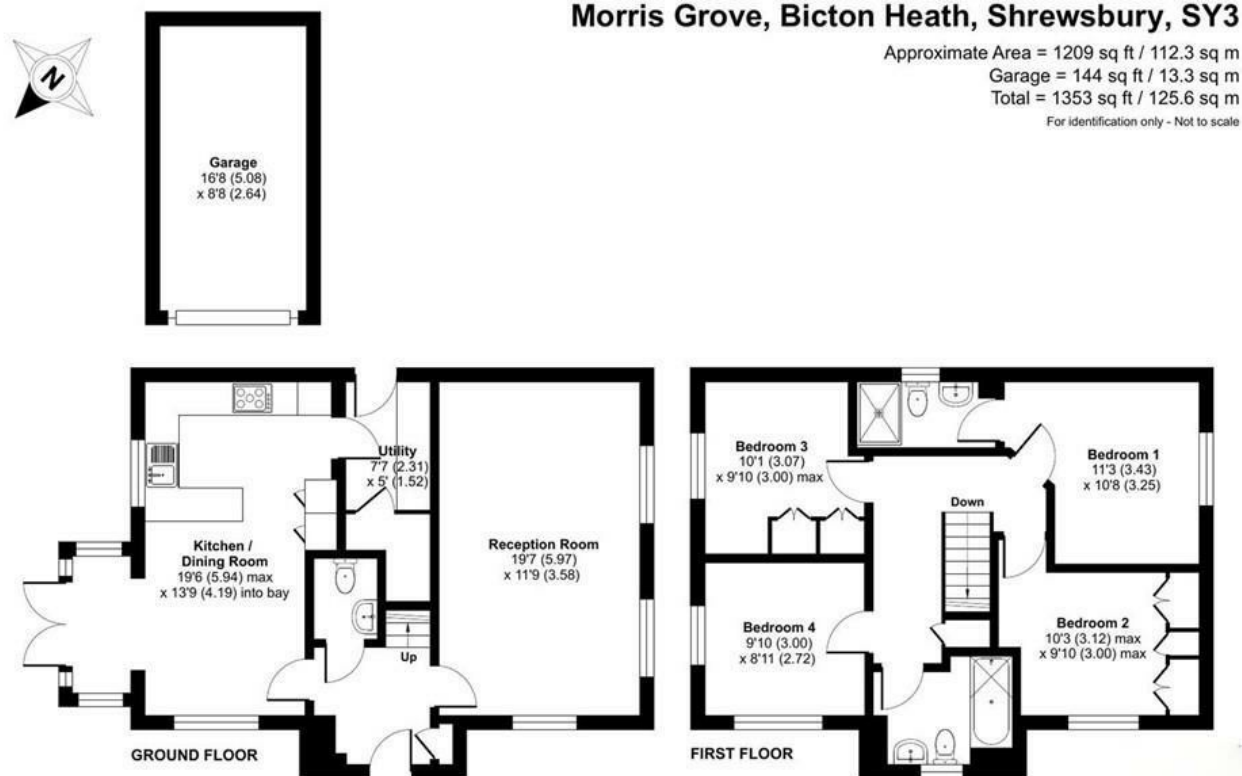 Morris Grove, Bicton Heath, Shrewsbury, SY3
Approximate Area = 1209 sq ft / 112.3 sq m
Garage = 144 sq ft / 13.3 sq m
Total = 1353 sq ft / 125.6 sq m
For identification only - Not to scale
N
Garage
16'8 (5.08)
x 8'8 (2.64)
Utility
7'7 (2.31)
x 5' (1.52)
Kitchen /
Dining Room
19'6 (5.94) max
x 13'9 (4.19) into bay
Reception Room
19'7 (5.97)
x 11'9 (3.58)
Up
GROUND FLOOR
Bedroom 3
10'1 (3.07)
x 9'10 (3.00) max
Bedroom 1
11'3 (3.43)
x 10'8 (3.25)
Down
Bedroom 4
9'10 (3.00)
x 8'11 (2.72)
Bedroom 2
10'3 (3.12) max
x 9'10 (3.00) max
FIRST FLOOR